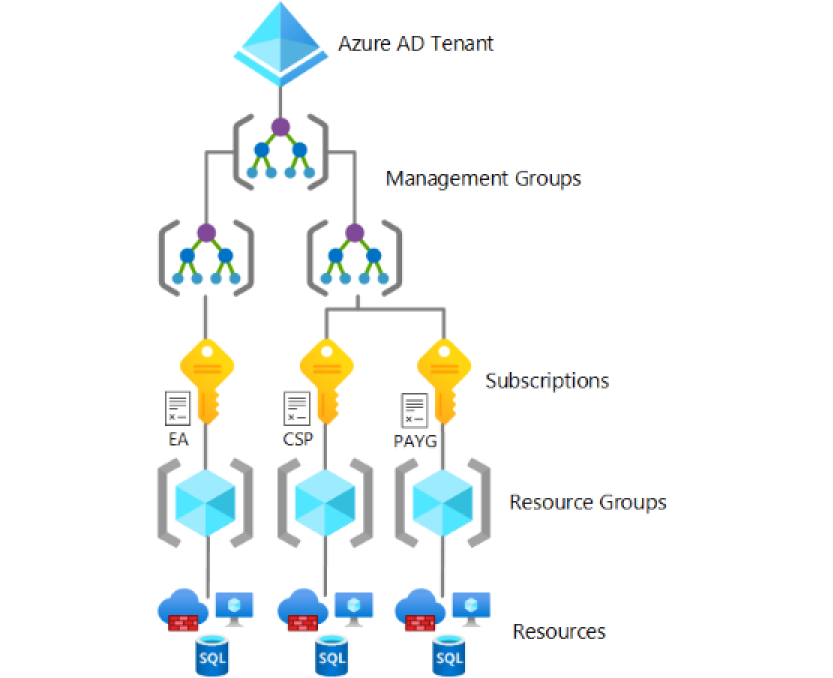 Azure AD Tenant
Management Groups
Subscriptions
EA
CSP
PAYG
Resource Groups
Resources
SQL
SQL
SQL